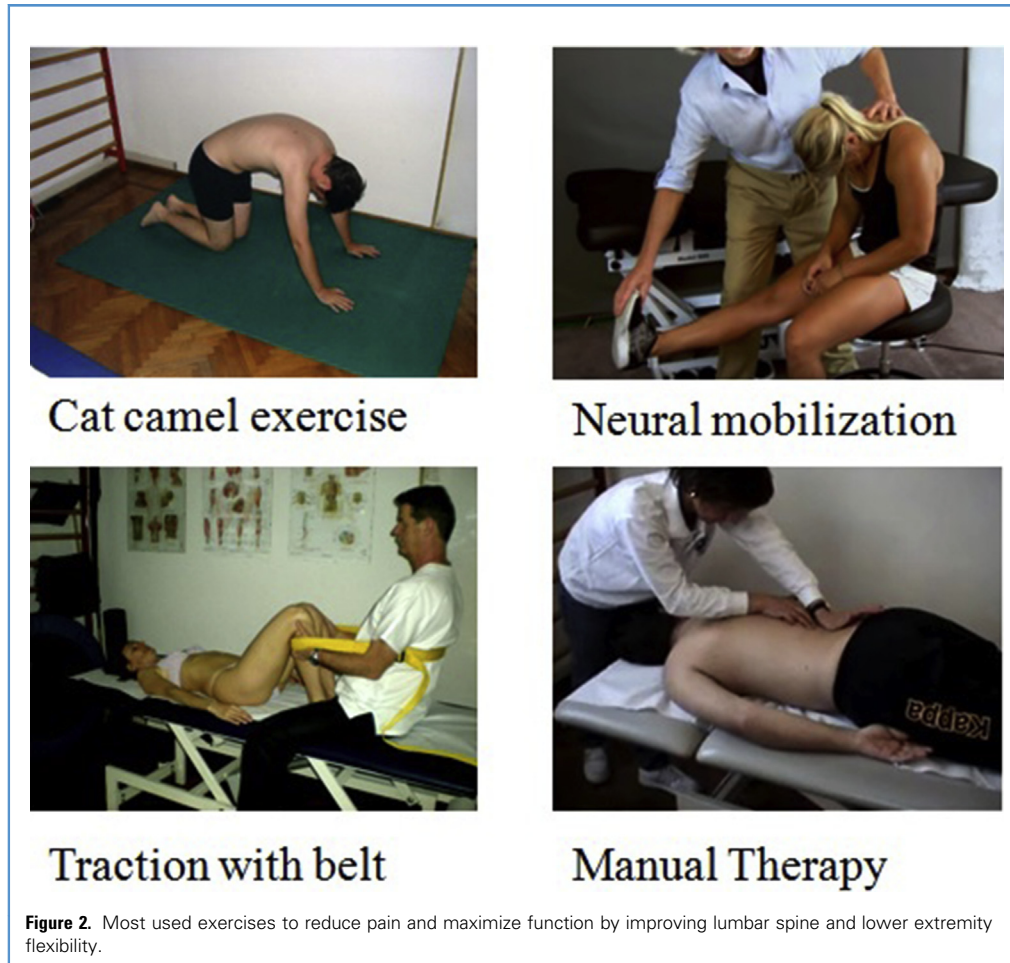 Cat camel exercise
Neural mobilization
Kappa
Traction with belt
Manual Therapy
Figure 2. Most used exercises to reduce pain and maximize function by improving lumbar spine and lower extremity
flexibility.